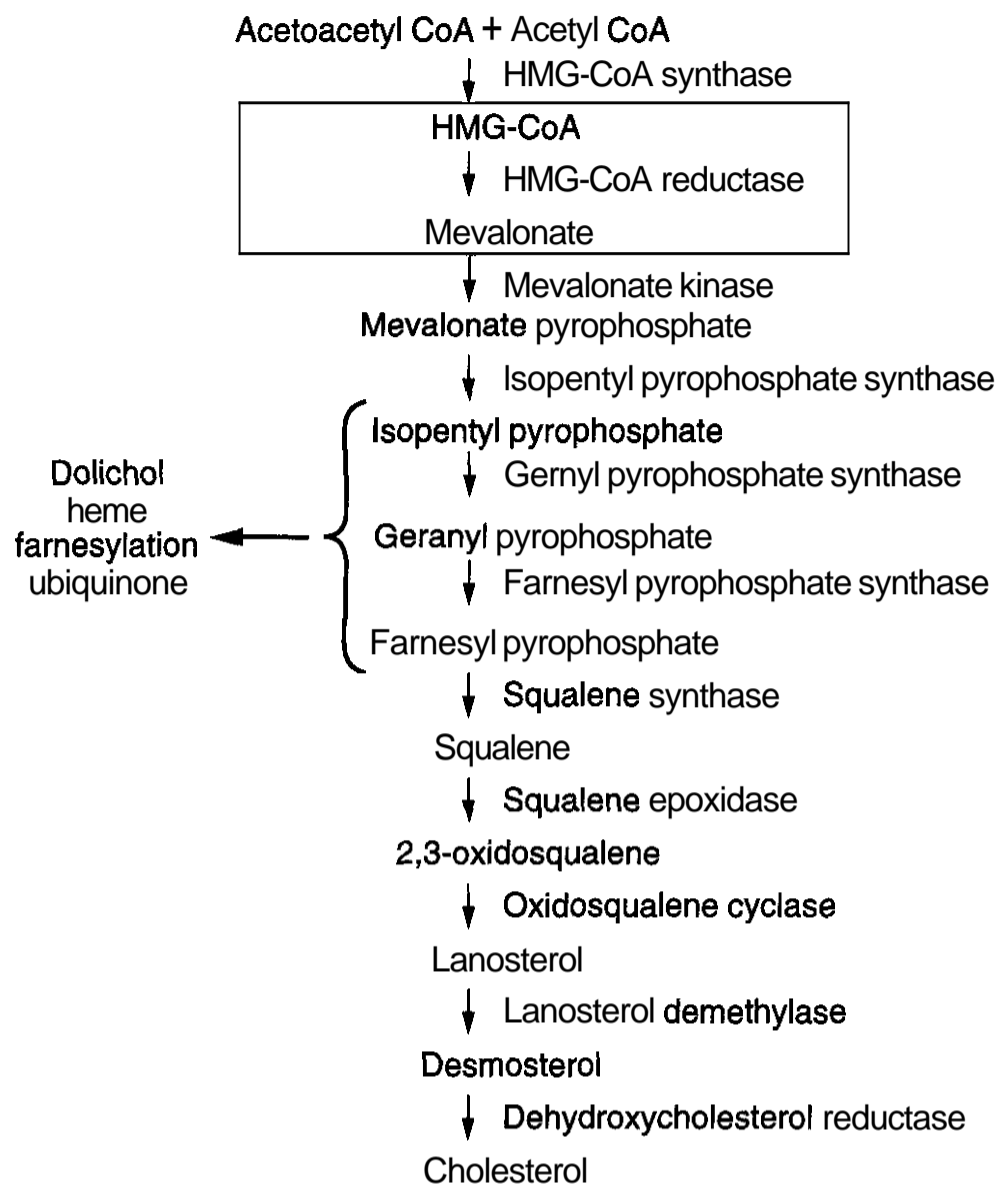 Acetoacetyl CoA + Acetyl CoA
HMG-CoA synthase
HMG-CoA
HMG-CoA reductase
Mevalonate
Mevalonate kinase
Mevalonate pyrophosphate
Isopentyl pyrophosphate synthase
Isopentyl pyrophosphate
Gernyl pyrophosphate synthase
Geranyl pyrophosphate
Farnesyl pyrophosphate synthase
Farnesyl pyrophosphate
Dolichol
heme
farnesylation
ubiquinone
Squalene synthase
Squalene
Squalene epoxidase
2,3-oxidosqualene
Oxidosqualene cyclase
Lanosterol
Lanosterol demethylase
Desmosterol
Dehydroxycholesterol reductase
Cholesterol